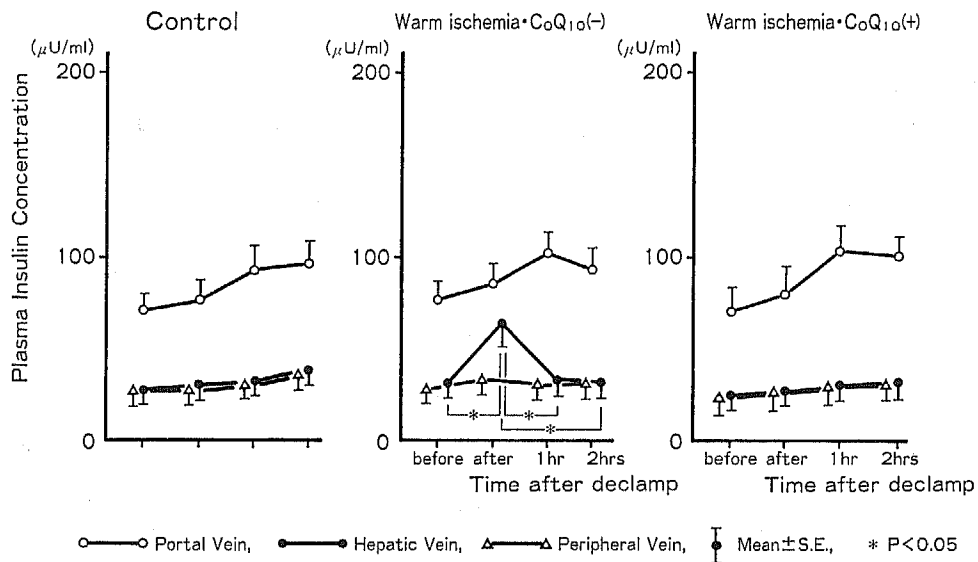 Control
Warm ischemia・CoQ10(−)
Warm ischemia・CoQ10(+)
(μU/ml)
(μU/ml)
(μU/ml)
200
200
200
Plasma Insulin Concentration
100
100
100
0
0
0
*
*
*
before after 1hr 2hrs
before after 1hr 2hrs
Time after declamp
Time after declamp
Portal Vein, Hepatic Vein, Peripheral Vein, Mean±S.E., * P<0.05